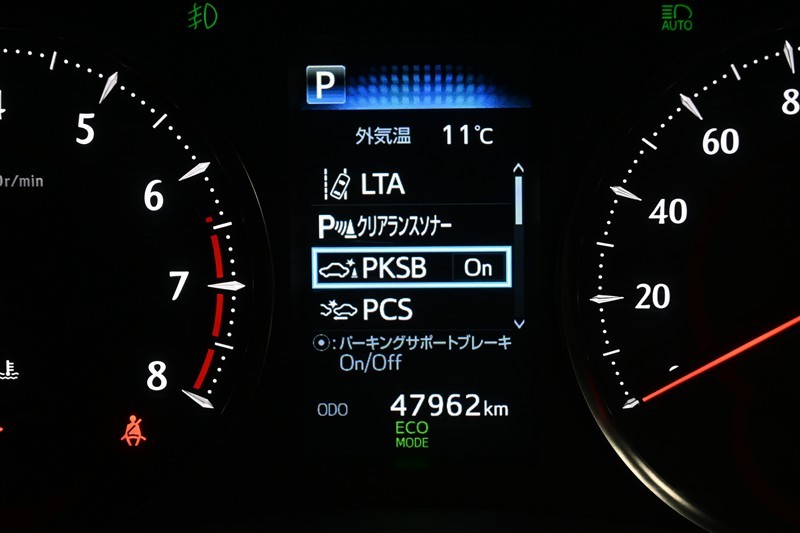 AUTO
P
外気温 11℃
LTA
Pクリアランスソナー
PKSB On
PCS
:パーキングサポートブレーキ
On/Off
ODO 47962km
ECO
MODE
4
5
6
7
8
r/min
20
40
60
8